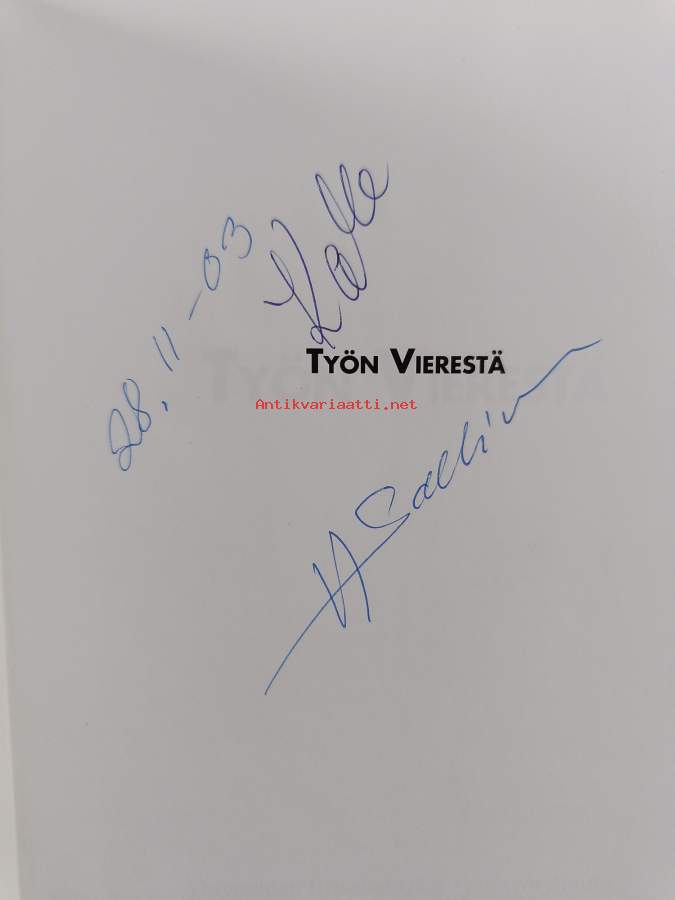 28.11-03
Kalle
TYÖN VIERESTÄ
Antikvariaatti.net